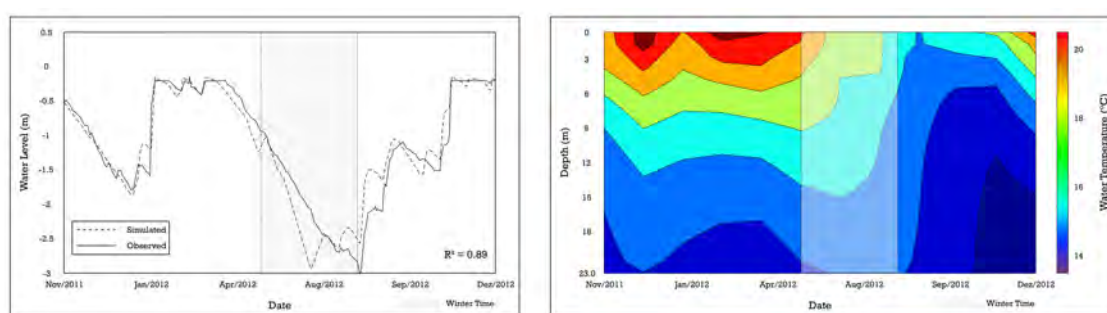 0.5
0
-0.5
-1
-1.5
-2
-2.5
-3
Water Level (m)
Simulated
Observed
R² = 0.89
Nov/2011
Jan/2012
Apr/2012
Aug/2012
Sep/2012
Dez/2012
Date
Winter Time
0
3
6
9
12
15
18
23.0
Depth (m)
Nov/2011
Jan/2012
Apr/2012
Aug/2012
Sep/2012
Dez/2012
Date
Winter Time
20
18
16
14
Water Temperature (°C)